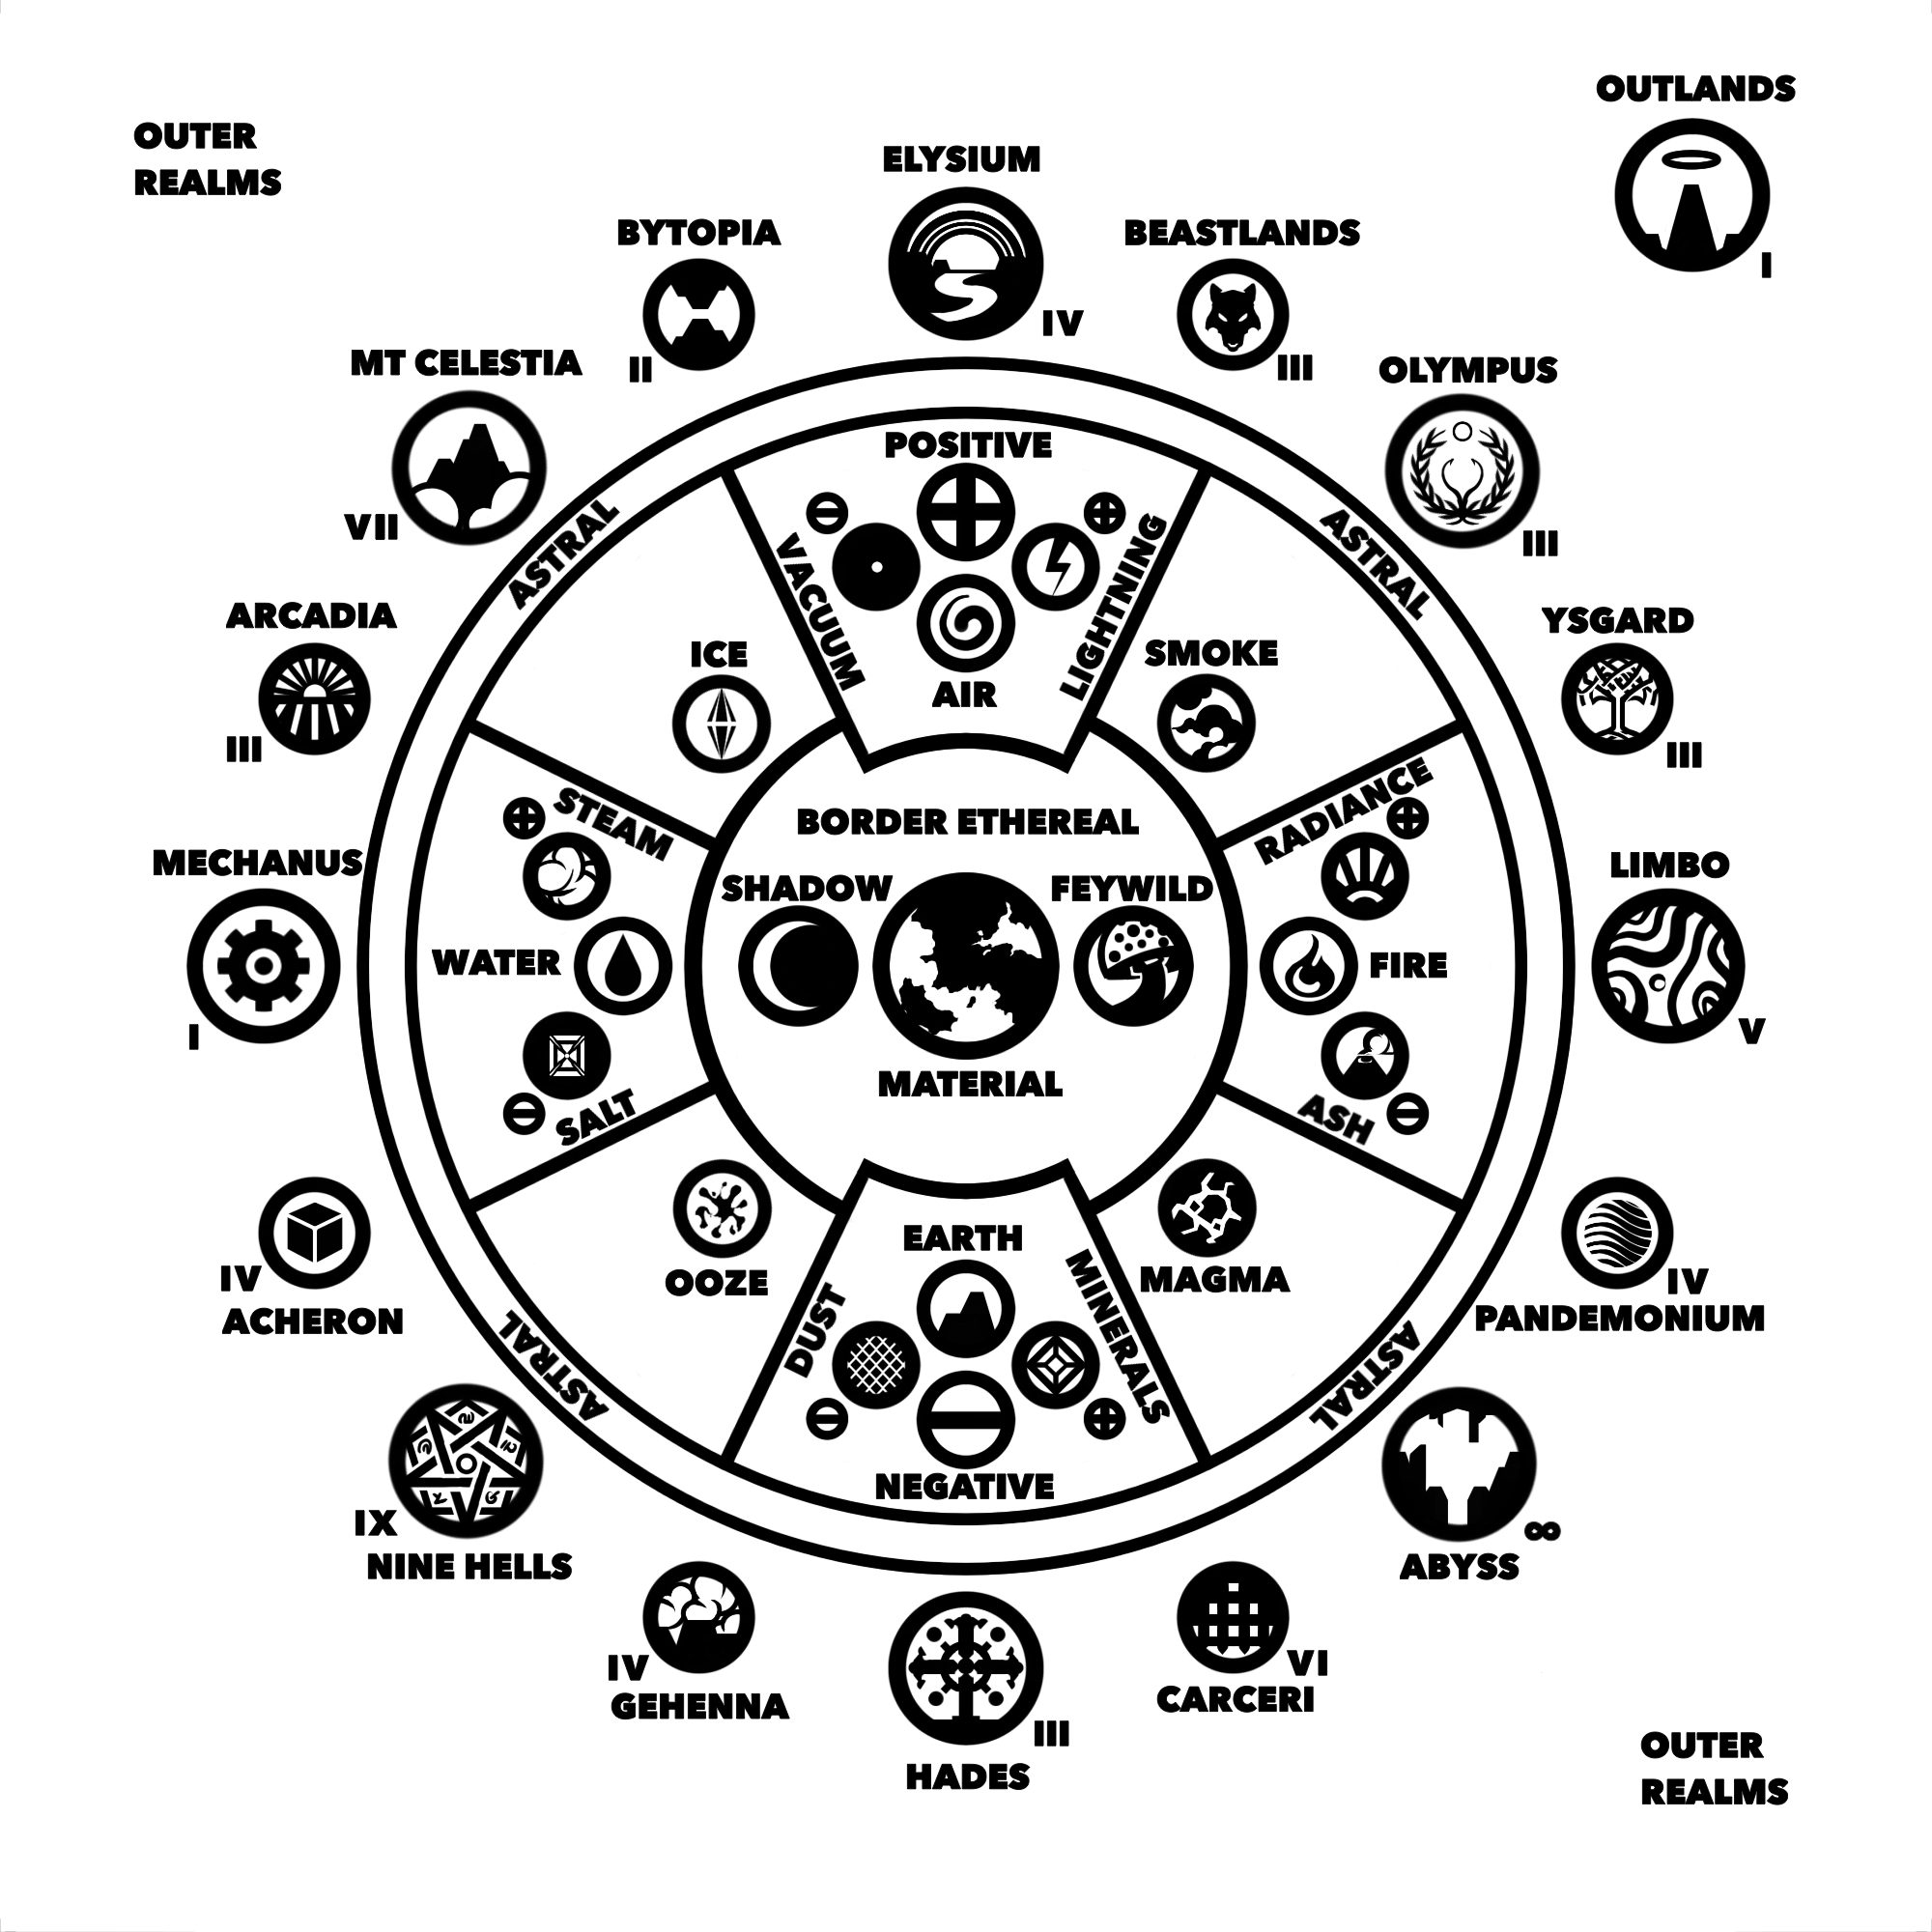 OUTLANDS
I
OUTER
REALMS
ELYSIUM
IV
BYTOPIA
II
BEASTLANDS
III
MT CELESTIA
VII
OLYMPUS
III
ARCADIA
III
YSGARD
III
MECHANUS
I
LIMBO
V
ACHERON
IV
PANDEMONIUM
IV
NINE HELLS
IX
ABYSS
∞
GEHENNA
IV
CARCERI
VI
HADES
III
OUTER
REALMS
ASTRAL
ASTRAL
ASTRAL
ASTRAL
POSITIVE
VACUUM
LIGHTNING
AIR
ICE
SMOKE
STEAM
RADIANCE
WATER
FIRE
SALT
ASH
OOZE
MAGMA
EARTH
DUST
MINERALS
NEGATIVE
BORDER ETHEREAL
SHADOW
FEYWILD
MATERIAL